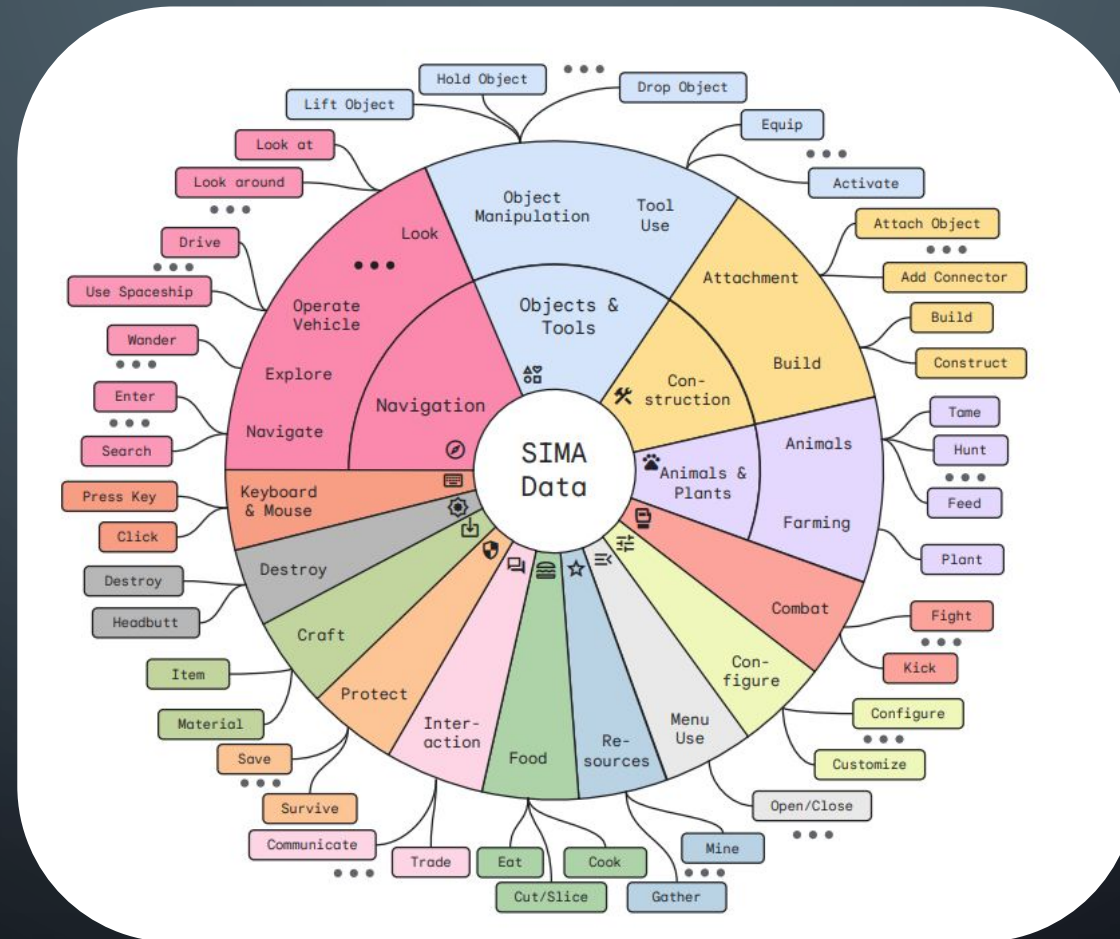 Hold Object
Drop Object
Lift Object
Equip
Look at
Activate
Look around
Attach Object
Drive
Add Connector
Use Spaceship
Build
Wander
Construct
Enter
Tame
Search
Hunt
Press Key
Feed
Click
Plant
Destroy
Fight
Headbutt
Kick
Item
Configure
Material
Customize
Save
Open/Close
Survive
Mine
Communicate
Trade
Eat
Cook
Cut/Slice
Gather
Object
Manipulation
Tool
Use
Look
Attachment
Operate
Vehicle
Objects &
Tools
Build
Explore
Con-
struction
Navigation
Navigate
Animals
SIMA
Data
Animals &
Plants
Keyboard
& Mouse
Farming
Destroy
Combat
Craft
Con-
figure
Protect
Menu
Use
Inter-
action
Re-
sources
Food